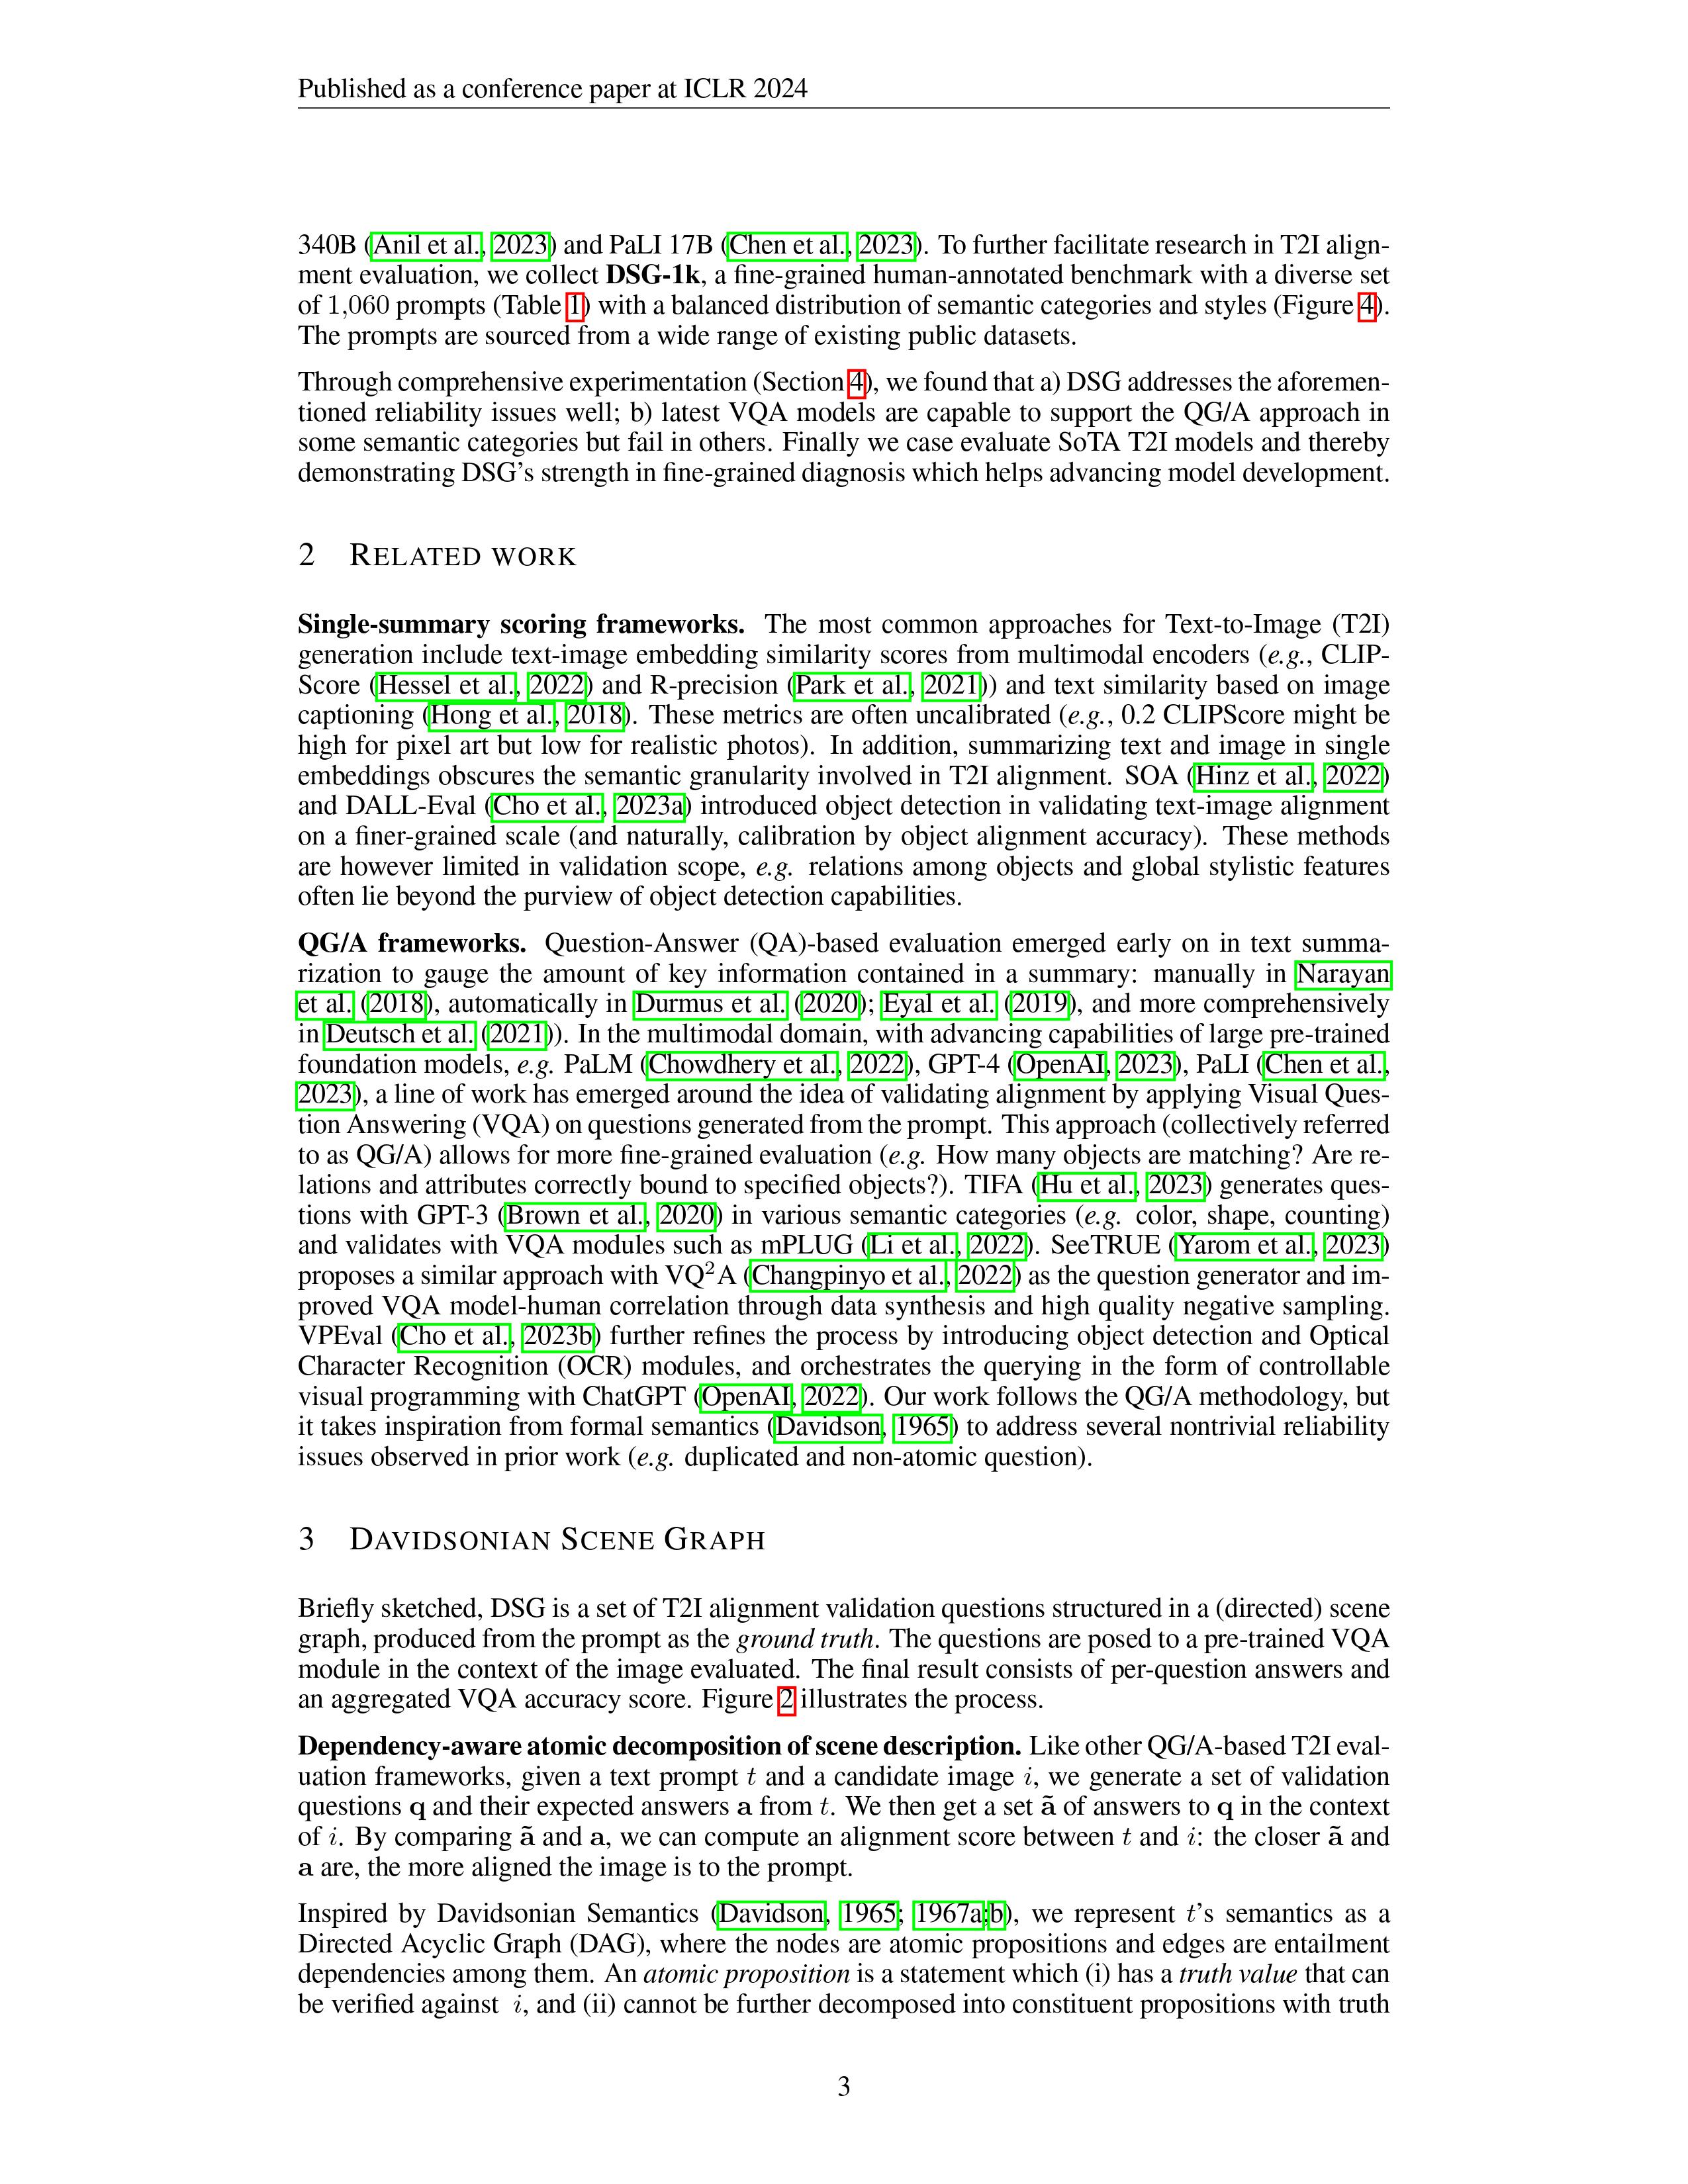 Published as a conference paper at ICLR 2024
340B (Anil et al., 2023) and PaLI 17B (Chen et al., 2023). To further facilitate research in T2I align-
ment evaluation, we collect DSG-1k, a fine-grained human-annotated benchmark with a diverse set
of 1,060 prompts (Table 1) with a balanced distribution of semantic categories and styles (Figure 4).
The prompts are sourced from a wide range of existing public datasets.
Through comprehensive experimentation (Section 4), we found that a) DSG addresses the aforemen-
tioned reliability issues well; b) latest VQA models are capable to support the QG/A approach in
some semantic categories but fail in others. Finally we case evaluate SoTA T2I models and thereby
demonstrating DSG's strength in fine-grained diagnosis which helps advancing model development.
2 RELATED WORK
Single-summary scoring frameworks. The most common approaches for Text-to-Image (T2I)
generation include text-image embedding similarity scores from multimodal encoders (e.g., CLIP-
Score (Hessel et al., 2022) and R-precision (Park et al., 2021)) and text similarity based on image
captioning (Hong et al., 2018). These metrics are often uncalibrated (e.g., 0.2 CLIPScore might be
high for pixel art but low for realistic photos). In addition, summarizing text and image in single
embeddings obscures the semantic granularity involved in T2I alignment. SOA (Hinz et al., 2022)
and DALL-Eval (Cho et al., 2023a) introduced object detection in validating text-image alignment
on a finer-grained scale (and naturally, calibration by object alignment accuracy). These methods
are however limited in validation scope, e.g. relations among objects and global stylistic features
often lie beyond the purview of object detection capabilities.
QG/A frameworks. Question-Answer (QA)-based evaluation emerged early on in text summa-
rization to gauge the amount of key information contained in a summary: manually in Narayan
et al. (2018), automatically in Durmus et al. (2020); Eyal et al. (2019), and more comprehensively
in Deutsch et al. (2021)). In the multimodal domain, with advancing capabilities of large pre-trained
foundation models, e.g. PaLM (Chowdhery et al., 2022), GPT-4 (OpenAI, 2023), PaLI (Chen et al.,
2023), a line of work has emerged around the idea of validating alignment by applying Visual Ques-
tion Answering (VQA) on questions generated from the prompt. This approach (collectively referred
to as QG/A) allows for more fine-grained evaluation (e.g. How many objects are matching? Are re-
lations and attributes correctly bound to specified objects?). TIFA (Hu et al., 2023) generates ques-
tions with GPT-3 (Brown et al., 2020) in various semantic categories (e.g. color, shape, counting)
and validates with VQA modules such as mPLUG (Li et al., 2022). SeeTRUE (Yarom et al., 2023)
proposes a similar approach with VQ²A (Changpinyo et al., 2022) as the question generator and im-
proved VQA model-human correlation through data synthesis and high quality negative sampling.
VPEval (Cho et al., 2023b) further refines the process by introducing object detection and Optical
Character Recognition (OCR) modules, and orchestrates the querying in the form of controllable
visual programming with ChatGPT (OpenAI, 2022). Our work follows the QG/A methodology, but
it takes inspiration from formal semantics (Davidson, 1965) to address several nontrivial reliability
issues observed in prior work (e.g. duplicated and non-atomic question).
3 DAVIDSONIAN SCENE GRAPH
Briefly sketched, DSG is a set of T2I alignment validation questions structured in a (directed) scene
graph, produced from the prompt as the ground truth. The questions are posed to a pre-trained VQA
module in the context of the image evaluated. The final result consists of per-question answers and
an aggregated VQA accuracy score. Figure 2 illustrates the process.
Dependency-aware atomic decomposition of scene description. Like other QG/A-based T2I eval-
uation frameworks, given a text prompt t and a candidate image i, we generate a set of validation
questions q and their expected answers a from t. We then get a set ã of answers to q in the context
of i. By comparing ã and a, we can compute an alignment score between t and i: the closer ã and
a are, the more aligned the image is to the prompt.
Inspired by Davidsonian Semantics (Davidson, 1965; 1967a;b), we represent t's semantics as a
Directed Acyclic Graph (DAG), where the nodes are atomic propositions and edges are entailment
dependencies among them. An atomic proposition is a statement which (i) has a truth value that can
be verified against i, and (ii) cannot be further decomposed into constituent propositions with truth
3